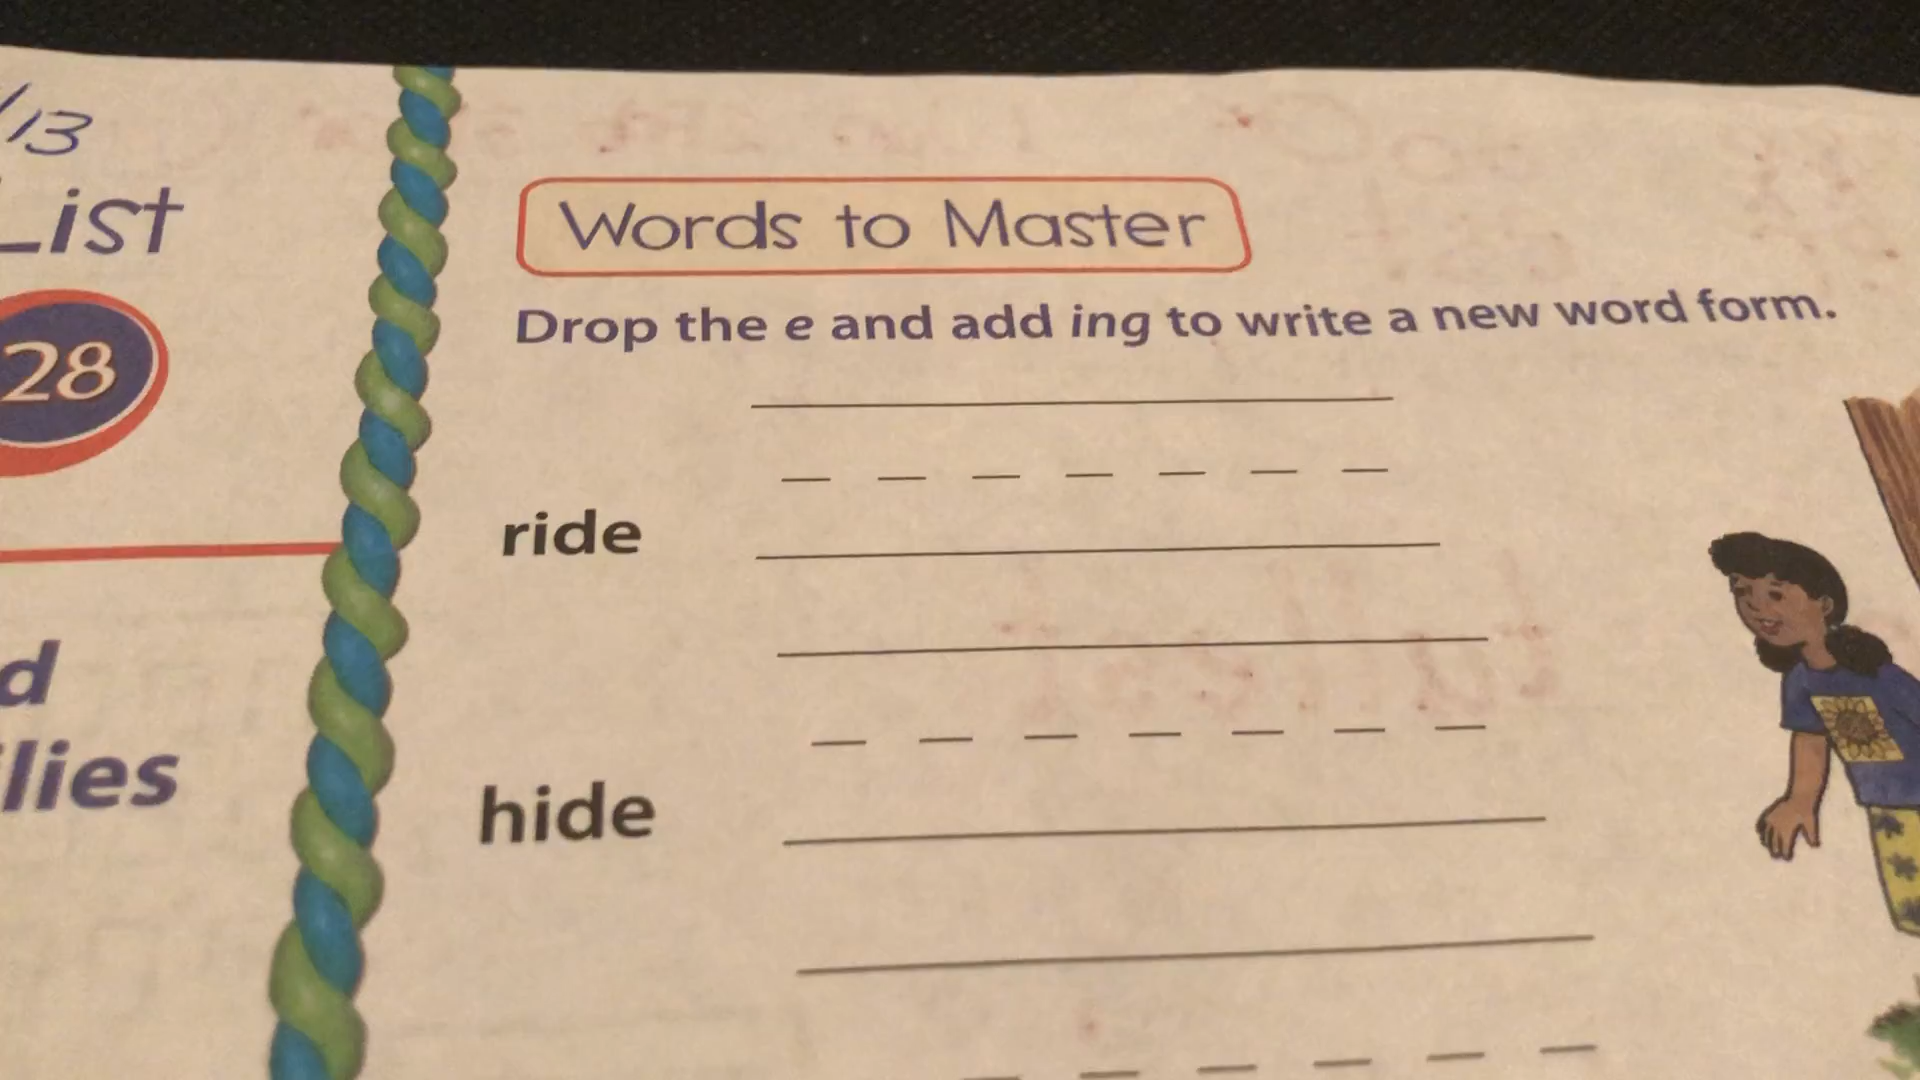 /13
List
28
d
lies
Words to Master
Drop the e and add ing to write a new word form.
ride
hide